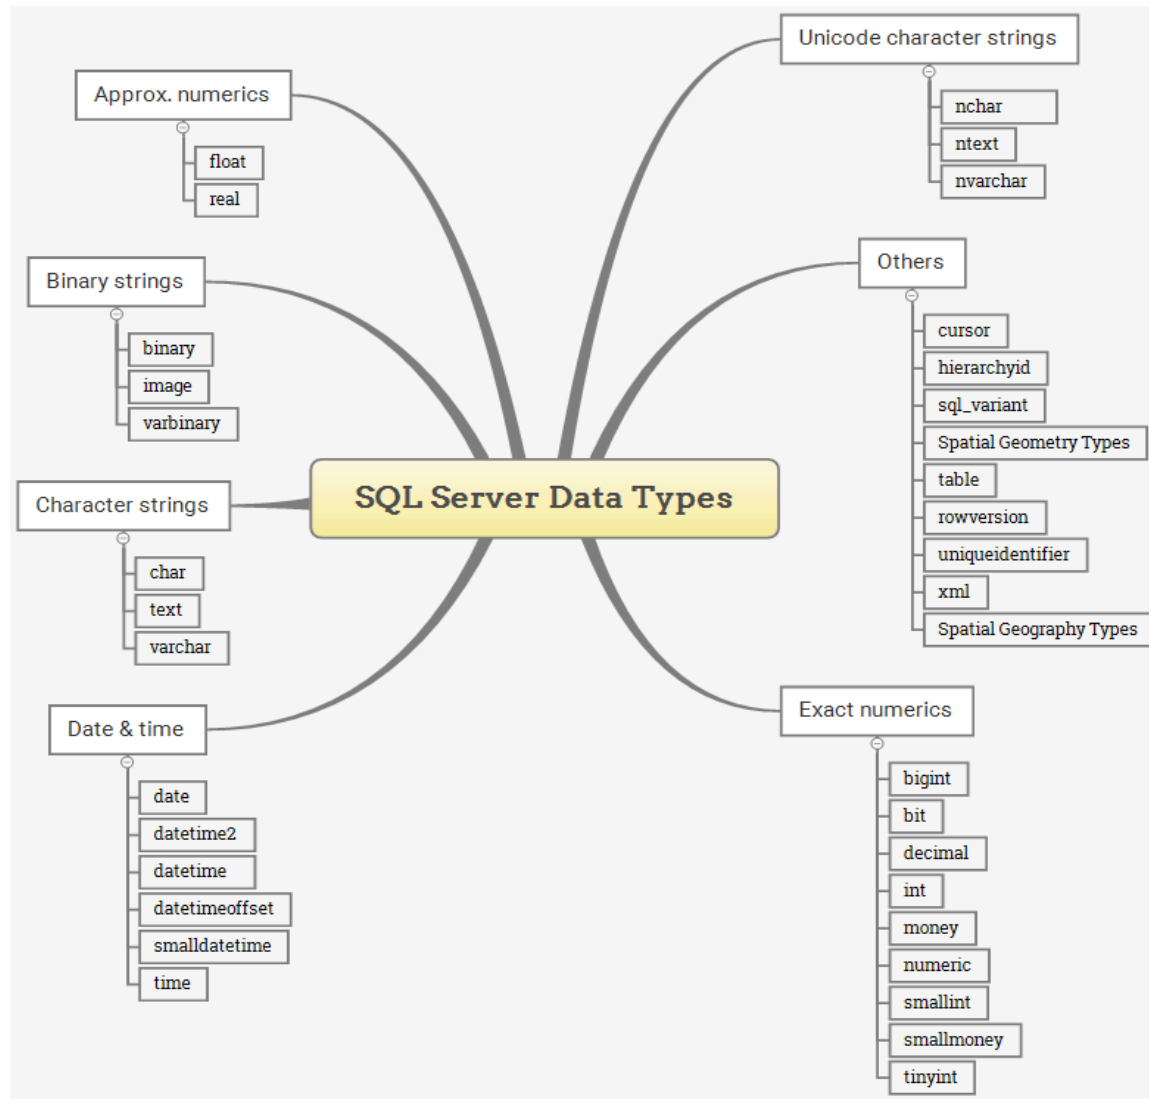 SQL Server Data Types
Approx. numerics
float
real
Binary strings
binary
image
varbinary
Character strings
char
text
varchar
Date & time
date
datetime2
datetime
datetimeoffset
smalldatetime
time
Unicode character strings
nchar
ntext
nvarchar
Others
cursor
hierarchyid
sql_variant
Spatial Geometry Types
table
rowversion
uniqueidentifier
xml
Spatial Geography Types
Exact numerics
bigint
bit
decimal
int
money
numeric
smallint
smallmoney
tinyint